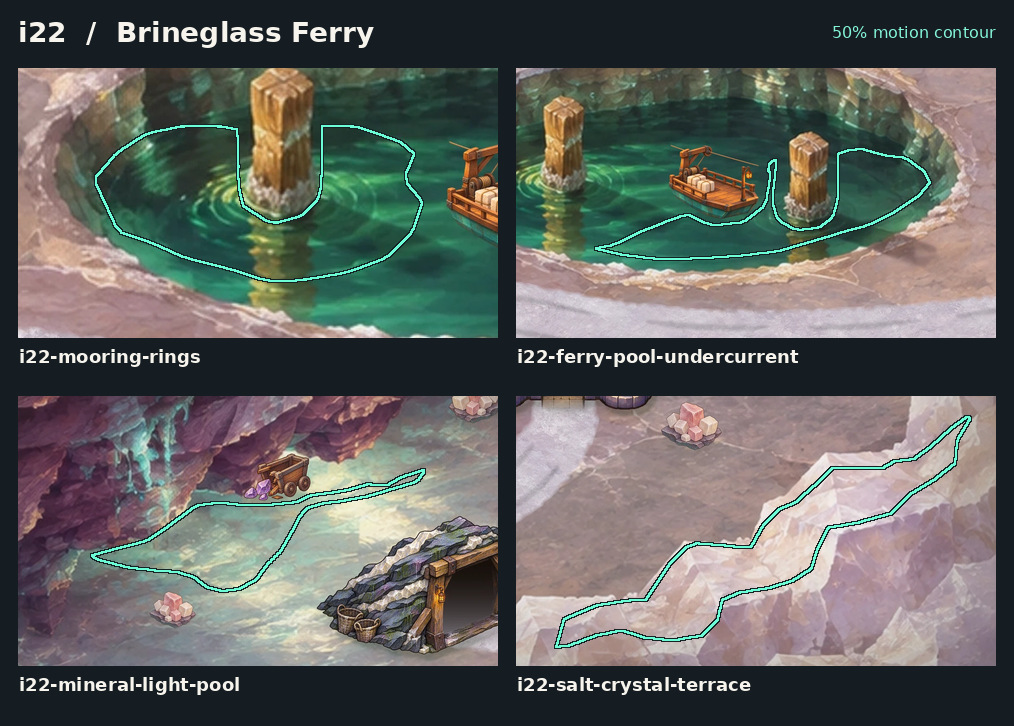 i22 / Brineglass Ferry
50% motion contour
i22-mooring-rings
i22-ferry-pool-undercurrent
i22-mineral-light-pool
i22-salt-crystal-terrace